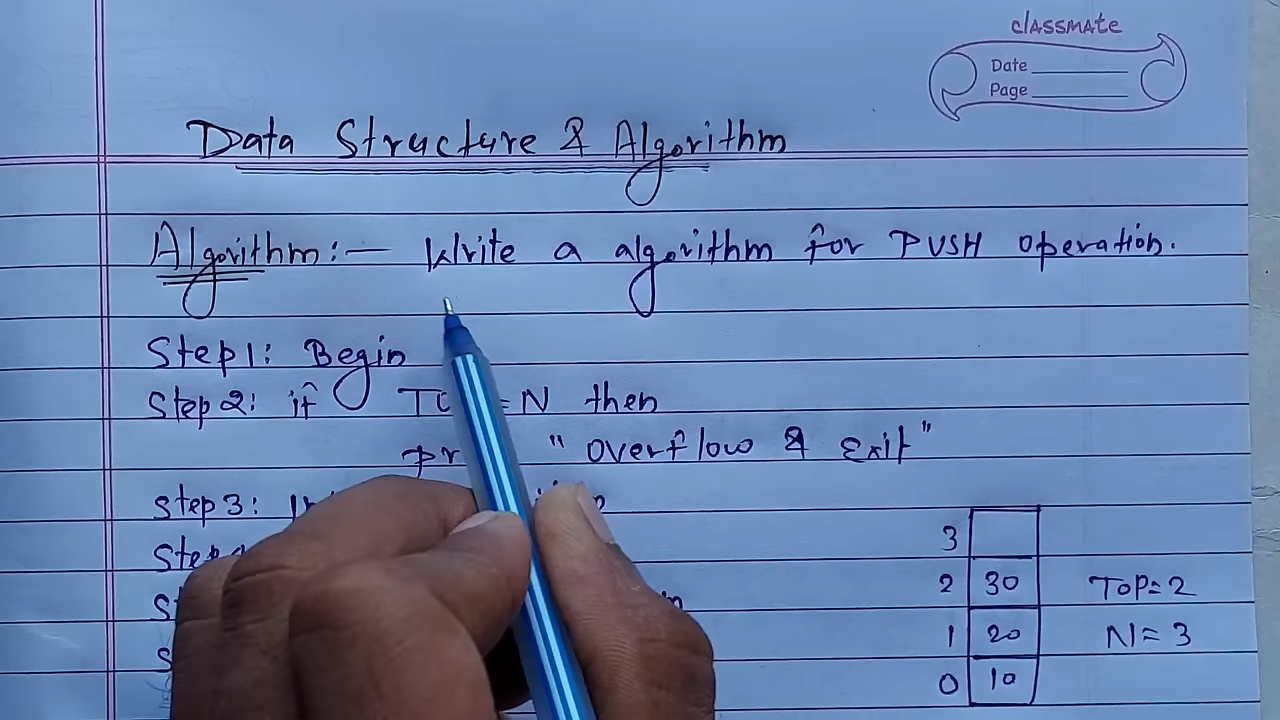 classmate
Date
Page
Data Structure & Algorithm
Algorithm:- Write a algorithm for PUSH operation.
Step1: Begin
Step2: if = N then
"Overflow & Exit"
Step3:
3
2 30 TOP=2
1 20 N=3
0 10